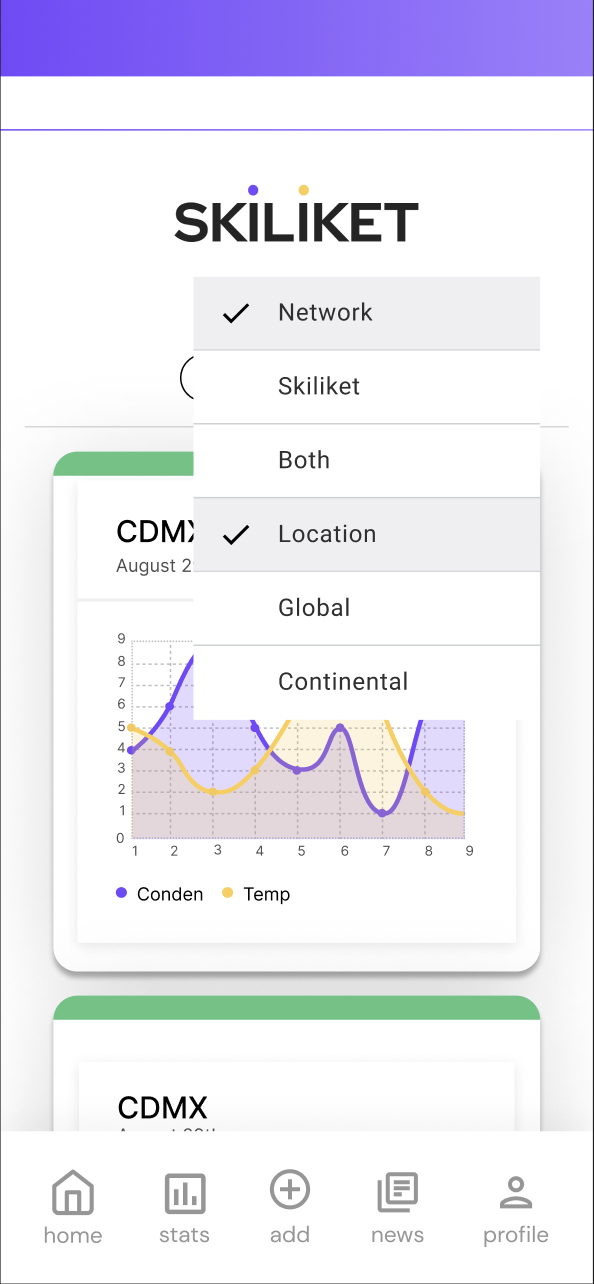 SKILIKET
Network
Skiliket
Both
Location
Global
Continental
CDMX
August 2
9
8
7
6
5
4
3
2
1
0
1 2 3 4 5 6 7 8 9
Conden Temp
CDMX
home stats add news profile